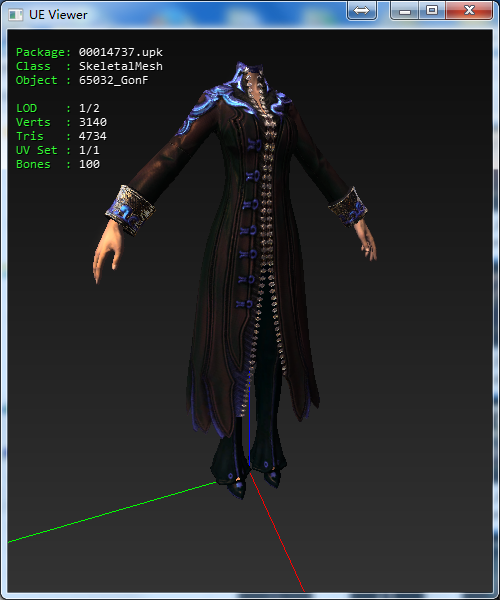 UE Viewer
Package: 00014737.upk
Class : SkeletalMesh
Object : 65032_GonF
LOD : 1/2
Verts : 3140
Tris : 4734
UV Set : 1/1
Bones : 100